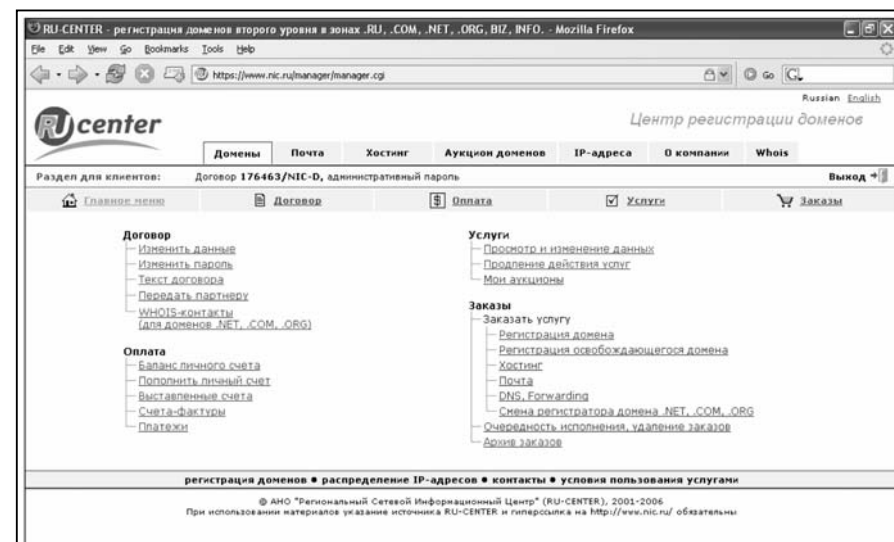 RU-CENTER - регистрация доменов второго уровня в зонах .RU, .COM, .NET, .ORG, BIZ, INFO. - Mozilla Firefox
File Edit View Go Bookmarks Tools Help
https://www.nic.ru/manager/manager.cgi Go
Russian English
RU center
Центр регистрации доменов
Домены Почта Хостинг Аукцион доменов IP-адреса О компании Whois
Раздел для клиентов: Договор 176463/NIC-D, административный пароль Выход
Главное меню Договор Оплата Услуги Заказы
Договор
Изменить данные
Изменить пароль
Текст договора
Передать партнеру
WHOIS-контакты
(для доменов .NET, .COM, .ORG)
Оплата
Баланс личного счета
Пополнить личный счет
Выставленные счета
Счета-фактуры
Платежи
Услуги
Просмотр и изменение данных
Продление действия услуг
Мои аукционы
Заказы
Заказать услугу
Регистрация домена
Регистрация освобождающегося домена
Хостинг
Почта
DNS, Forwarding
Смена регистратора домена .NET, .COM, .ORG
Очередность исполнения, удаление заказов
Архив заказов
регистрация доменов • распределение IP-адресов • контакты • условия пользования услугами
© АНО "Региональный Сетевой Информационный Центр" (RU-CENTER), 2001-2006
При использовании материалов указание источника RU-CENTER и гиперссылка на http://www.nic.ru/ обязательны